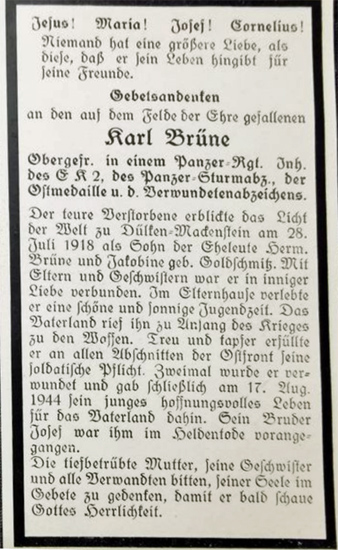 Jesus! Maria! Josef! Cornelius!
Niemand hat eine größere Liebe, als
diese, daß er sein Leben hingibt für
seine Freunde.
Gebetsandenken
an den auf dem Felde der Ehre gefallenen
Karl Brüne
Obergefr. in einem Panzer-Rgt. Inh.
des E K 2, des Panzer-Sturmabz., der
Ostmedaille u. d. Verwundetenabzeichens.
Der teure Verstorbene erblickte das Licht
der Welt zu Dülken-Mackenstein am 28.
Juli 1918 als Sohn der Eheleute Herm.
Brüne und Jakobine geb. Goldschmitz. Mit
Eltern und Geschwistern war er in inniger
Liebe verbunden. Im Elternhause verlebte
er eine schöne und sonnige Jugendzeit. Das
Vaterland rief ihn zu Anfang des Krieges
zu den Waffen. Treu und tapfer erfüllte
er an allen Abschnitten der Ostfront seine
soldatische Pflicht. Zweimal wurde er ver-
wundet und gab schließlich am 17. Aug.
1944 sein junges hoffnungsvolles Leben
für das Vaterland dahin. Sein Bruder
Josef war ihm im Heldentode vorange-
gangen.
Die tiefbetrübte Mutter, seine Geschwister
und alle Verwandten bitten, seiner Seele im
Gebete zu gedenken, damit er bald schaue
Gottes Herrlichkeit.